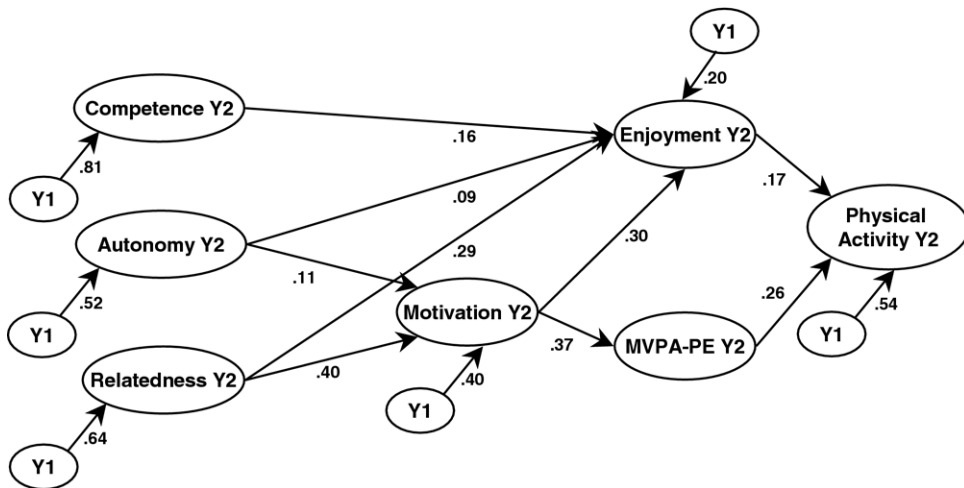 Y1
.20
Competence Y2
.16
Enjoyment Y2
.81
Y1
.09
.17
Physical
Activity Y2
Autonomy Y2
.29
.30
.11
.52
Y1
Motivation Y2
.26
.54
Y1
.37
MVPA-PE Y2
Relatedness Y2
.40
.40
Y1
.64
Y1